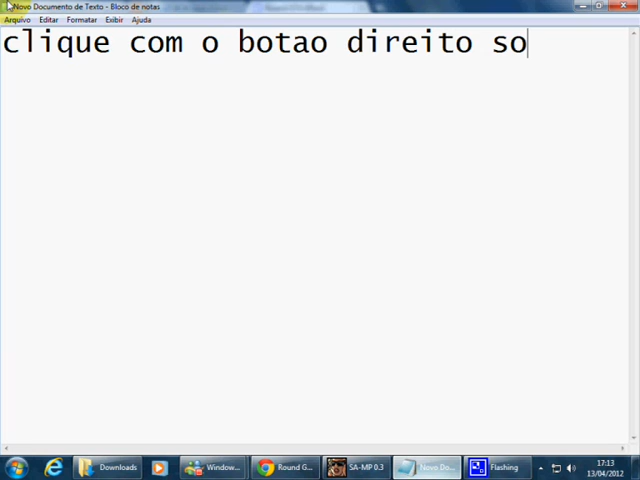 Novo Documento de Texto - Bloco de notas
Arquivo Editar Formatar Exibir Ajuda
clique com o botao direito so
Downloads Window... Round G... SA-MP 0.3 Novo Do... Flashing
17:13
13/04/2012